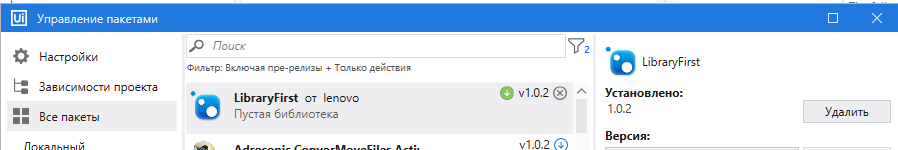 Ui Управление пакетами
Настройки
Зависимости проекта
Все пакеты
Локальный
Поиск
2
Фильтр: Включая пре-релизы + Только действия
LibraryFirst от lenovo
v1.0.2
Пустая библиотека
v1.0.2
LibraryFirst
Установлено:
1.0.2
Удалить
Версия: